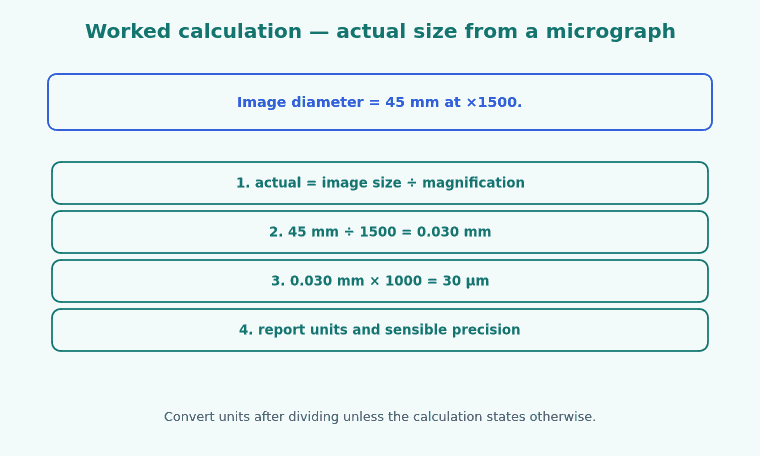 Worked calculation — actual size from a micrograph
Image diameter = 45 mm at ×1500.
1. actual = image size ÷ magnification
2. 45 mm ÷ 1500 = 0.030 mm
3. 0.030 mm × 1000 = 30 µm
4. report units and sensible precision
Convert units after dividing unless the calculation states otherwise.